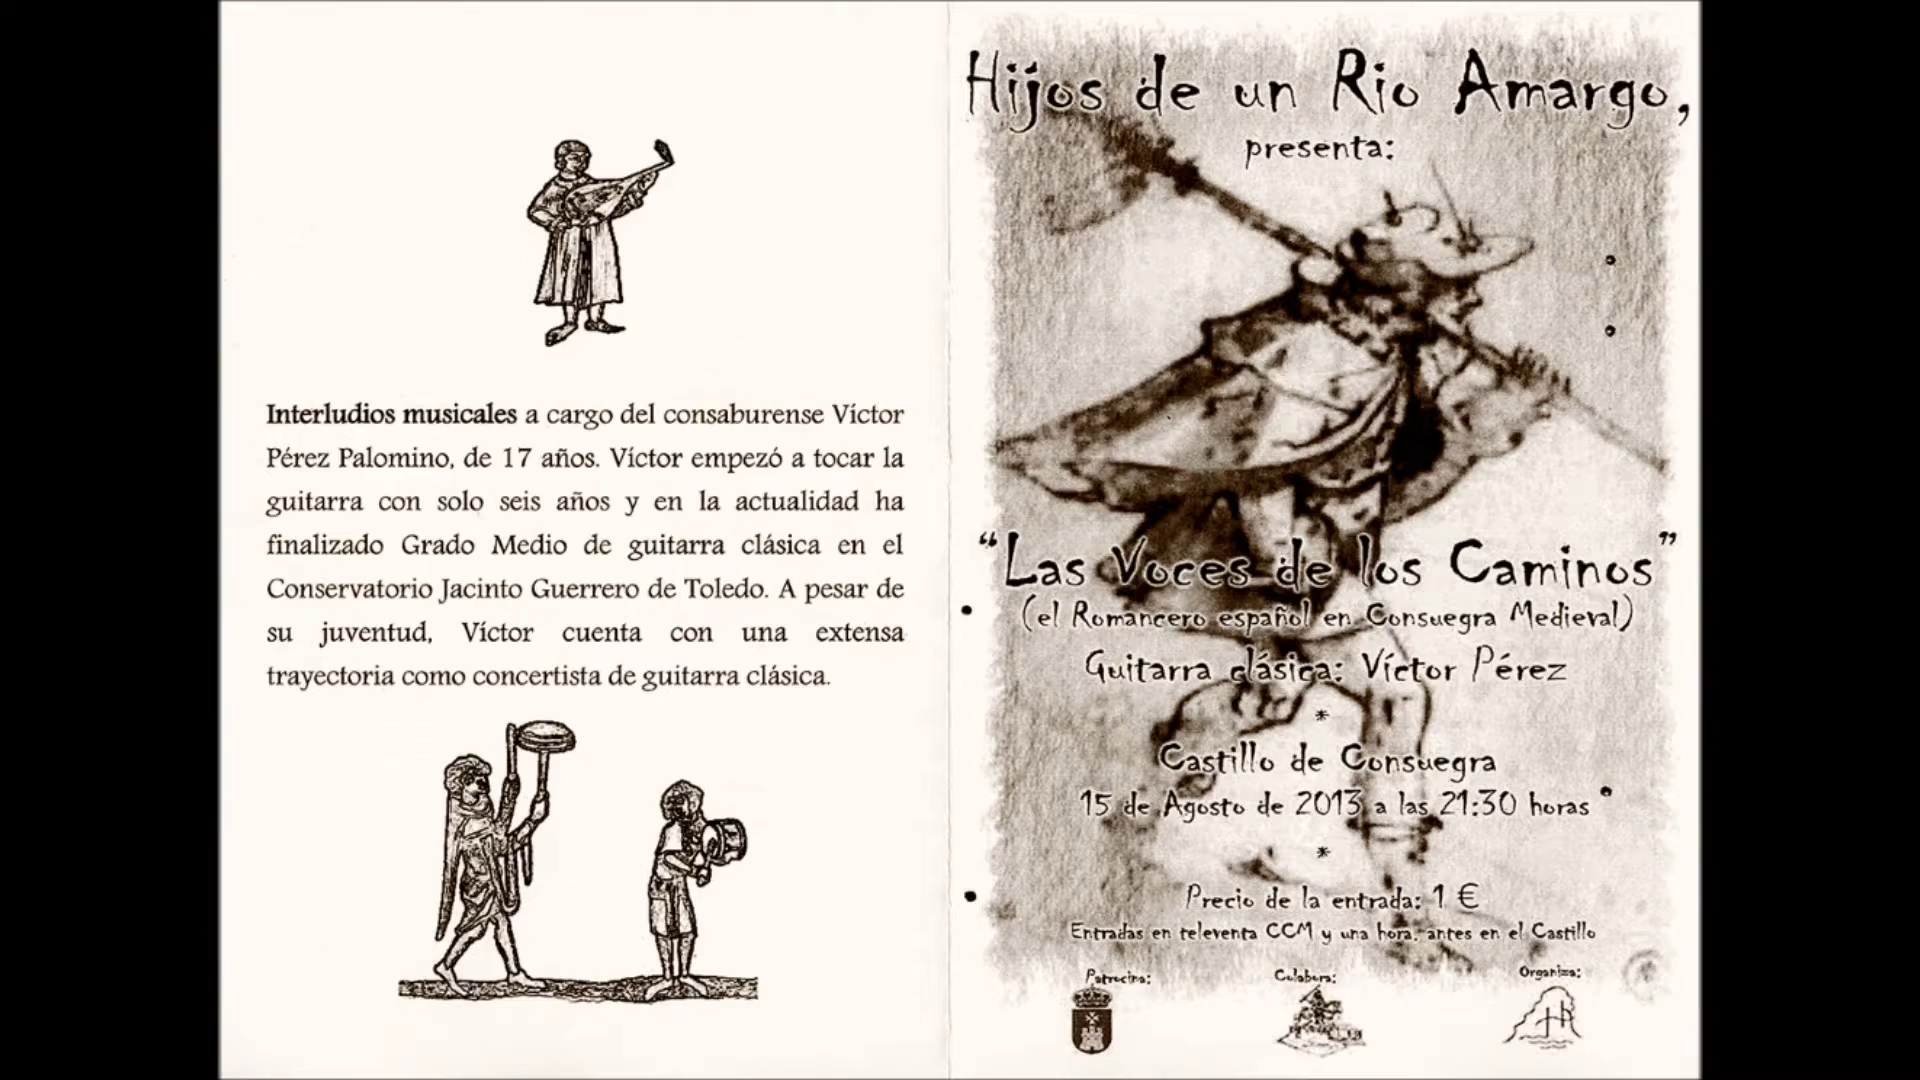 Interludios musicales a cargo del consaburense Víctor
Pérez Palomino, de 17 años. Víctor empezó a tocar la
guitarra con solo seis años y en la actualidad ha
finalizado Grado Medio de guitarra clásica en el
Conservatorio Jacinto Guerrero de Toledo. A pesar de
su juventud, Víctor cuenta con una extensa
trayectoria como concertista de guitarra clásica.
Hijos de un Rio Amargo,
presenta:
“Las Voces de los Caminos”
(el Romancero español en Consuegra Medieval)
Guitarra clásica: Víctor Pérez
*
Castillo de Consuegra
15 de Agosto de 2013 a las 21:30 horas
*
Precio de la entrada: 1 €
Entradas en televenta CCM y una hora, antes en el Castillo
Patrocina: Colabora: Organiza: